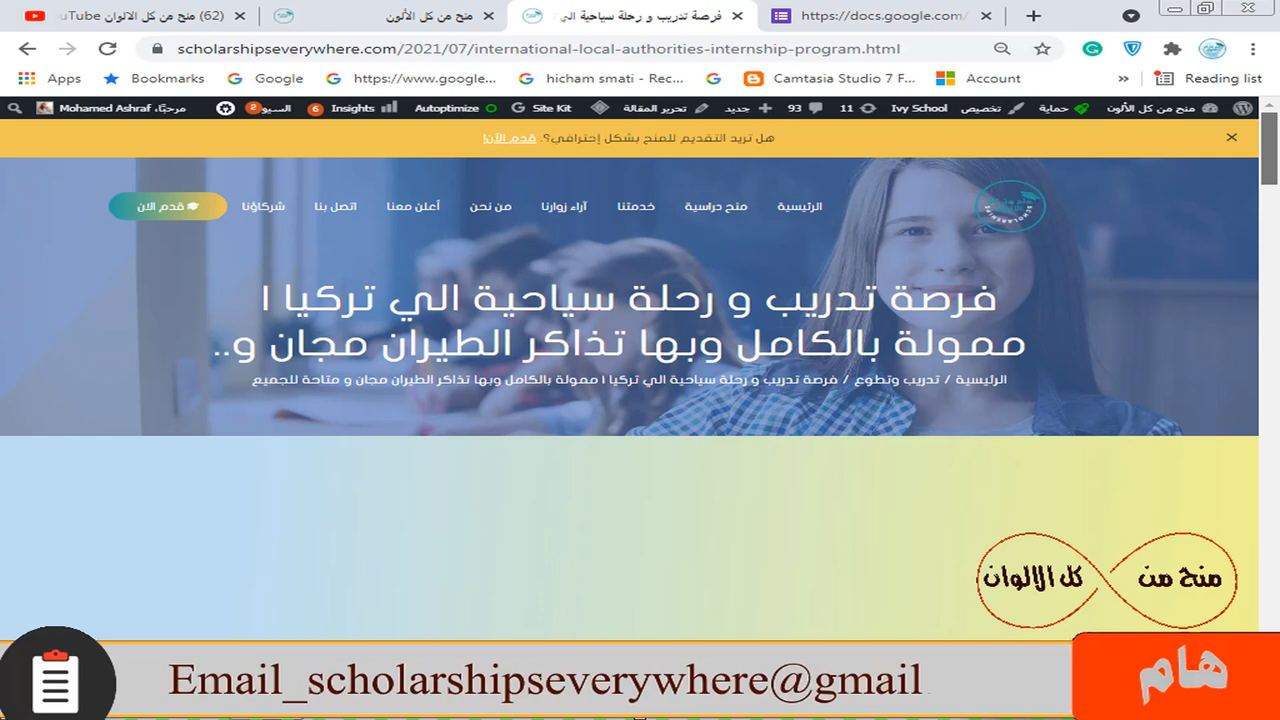 (62) منح من كل الالوان - YouTube
منح من كل الألوان
فرصة تدريب و رحلة سياحية الي
https://docs.google.com/
scholarshipseverywhere.com/2021/07/international-local-authorities-internship-program.html
Apps
Bookmarks
Google
https://www.google...
hicham smati - Rec...
Camtasia Studio 7 F...
Account
»
Reading list
منح من كل الألوان
حماية
تخصيص
Ivy School
11
93
جديد
تحرير المقالة
Site Kit
Autoptimize
Insights
6
السيو
2
مرحبًا، Mohamed Ashraf
هل تريد التقديم للمنح بشكل إحترافي؟. قدم الآن!
الرئيسية
منح دراسية
خدمتنا
آراء زوارنا
من نحن
أعلن معنا
اتصل بنا
شركاؤنا
قدم الان
فرصة تدريب و رحلة سياحية الي تركيا |
ممولة بالكامل وبها تذاكر الطيران مجان و..
الرئيسية / تدريب وتطوع / فرصة تدريب و رحلة سياحية الي تركيا | ممولة بالكامل وبها تذاكر الطيران مجان و متاحة للجميع
منح من كل الالوان
Email_scholarshipseverywhere@gmail
هام